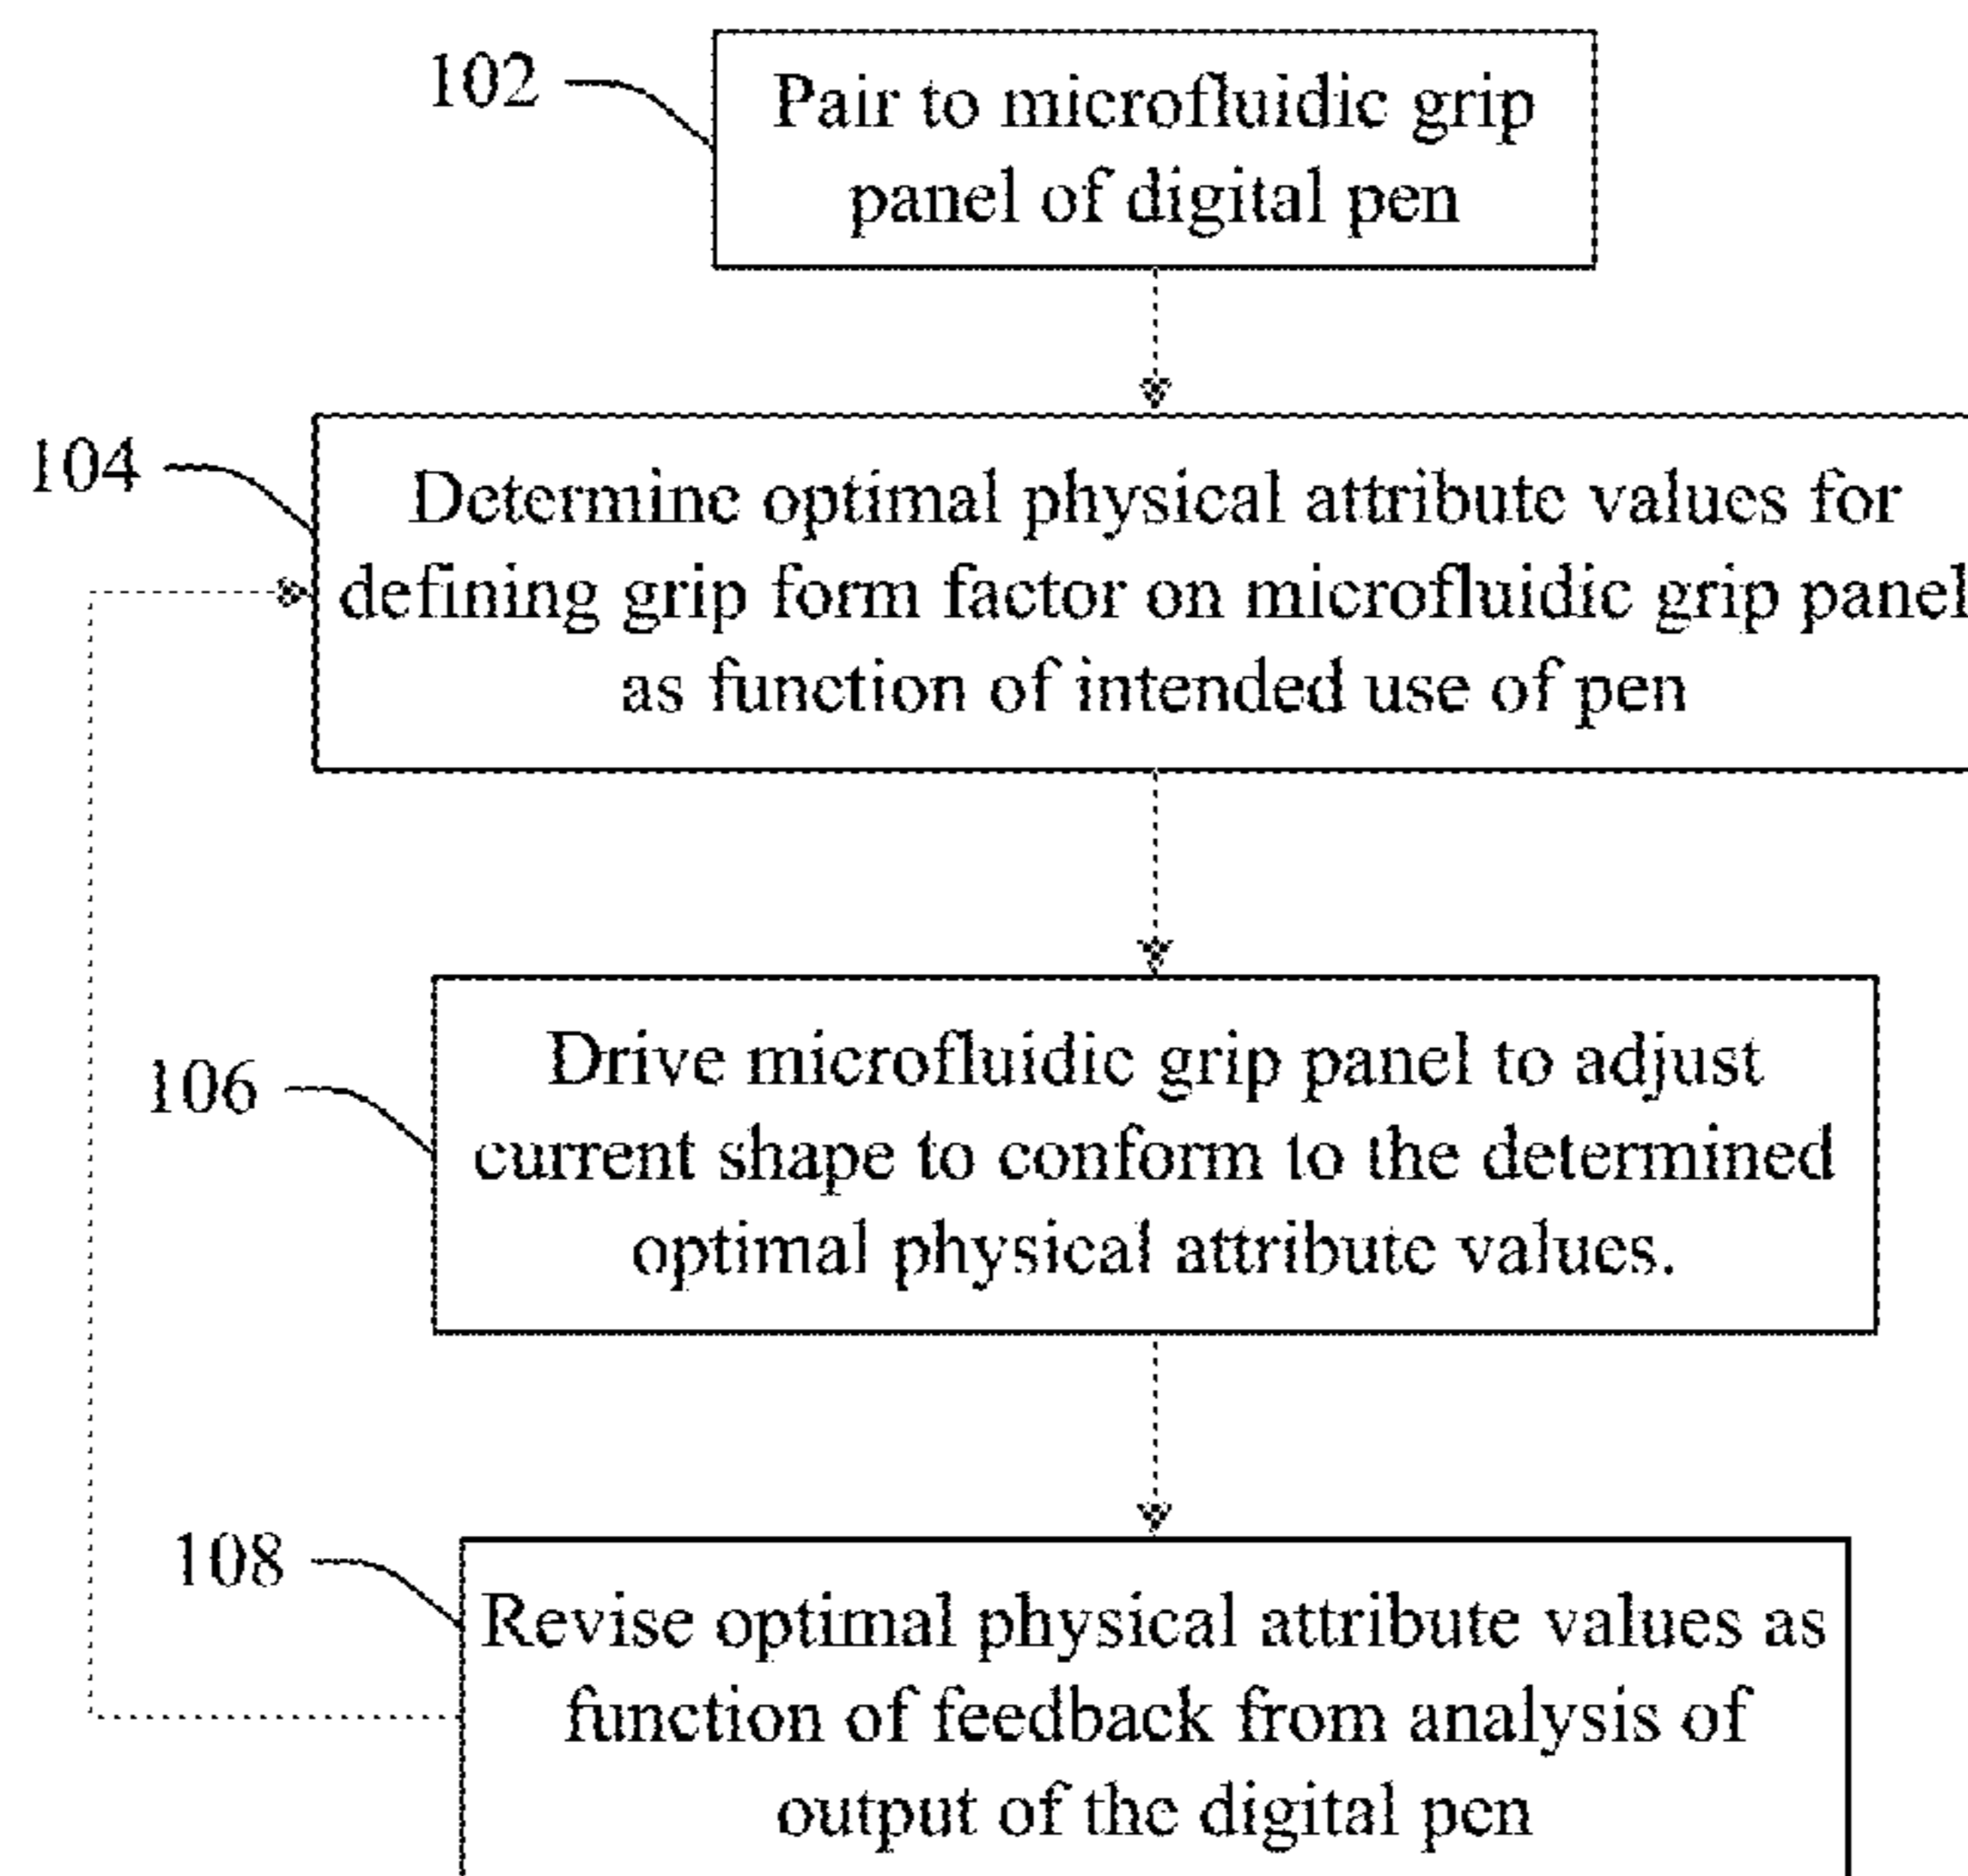 102
Pair to microfluidic grip
panel of digital pen
104
Determine optimal physical attribute values for
defining grip form factor on microfluidic grip panel
as function of intended use of pen
106
Drive microfluidic grip panel to adjust
current shape to conform to the determined
optimal physical attribute values.
108
Revise optimal physical attribute values as
function of feedback from analysis of
output of the digital pen